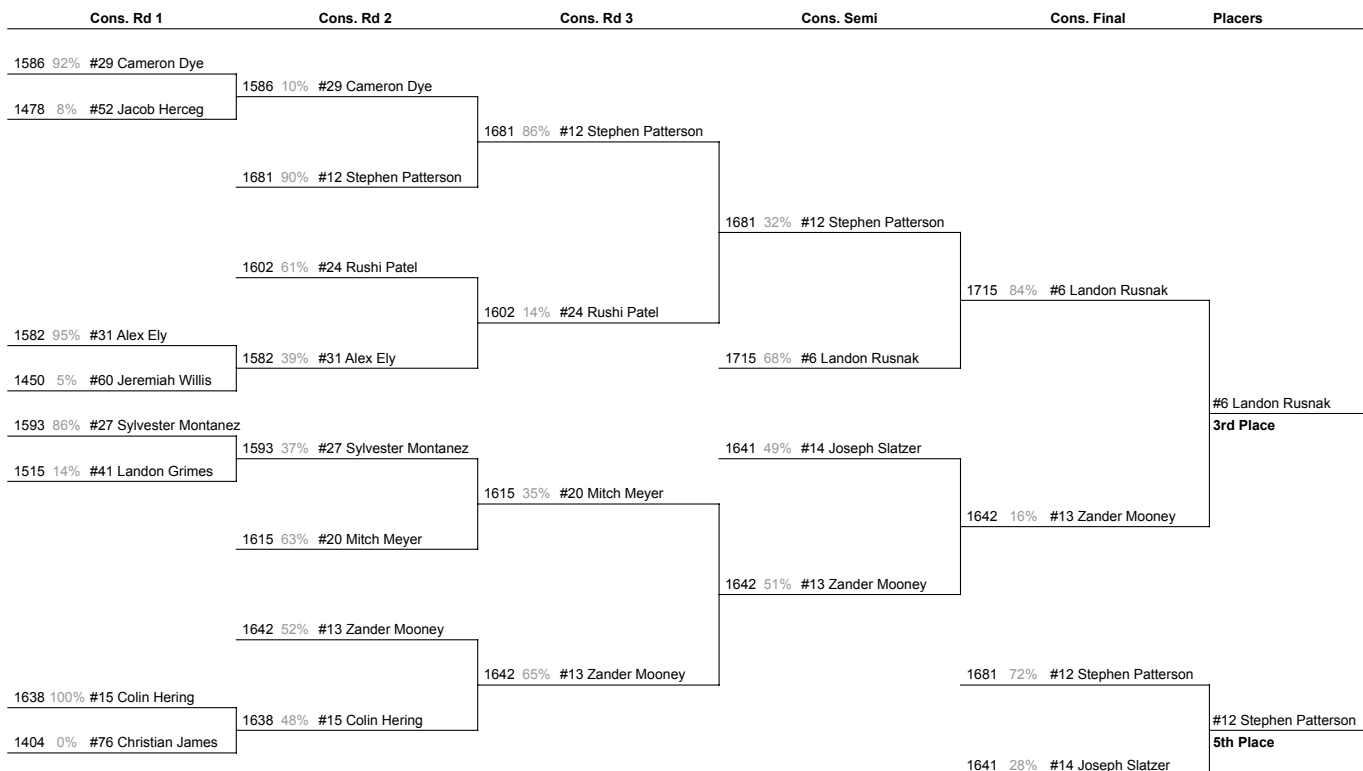 Cons. Rd 1 Cons. Rd 2 Cons. Rd 3 Cons. Semi Cons. Final Placers
1586 92% #29 Cameron Dye
1586 10% #29 Cameron Dye
1478 8% #52 Jacob Herceg
1681 86% #12 Stephen Patterson
1681 90% #12 Stephen Patterson
1681 32% #12 Stephen Patterson
1602 61% #24 Rushi Patel
1715 84% #6 Landon Rusnak
1602 14% #24 Rushi Patel
1582 95% #31 Alex Ely
1582 39% #31 Alex Ely
1715 68% #6 Landon Rusnak
1450 5% #60 Jeremiah Willis
#6 Landon Rusnak
3rd Place
1593 86% #27 Sylvester Montanez
1593 37% #27 Sylvester Montanez
1641 49% #14 Joseph Slatzer
1515 14% #41 Landon Grimes
1615 35% #20 Mitch Meyer
1642 16% #13 Zander Mooney
1615 63% #20 Mitch Meyer
1642 51% #13 Zander Mooney
1642 52% #13 Zander Mooney
1642 65% #13 Zander Mooney
1681 72% #12 Stephen Patterson
1638 100% #15 Colin Hering
1638 48% #15 Colin Hering
#12 Stephen Patterson
5th Place
1404 0% #76 Christian James
1641 28% #14 Joseph Slatzer